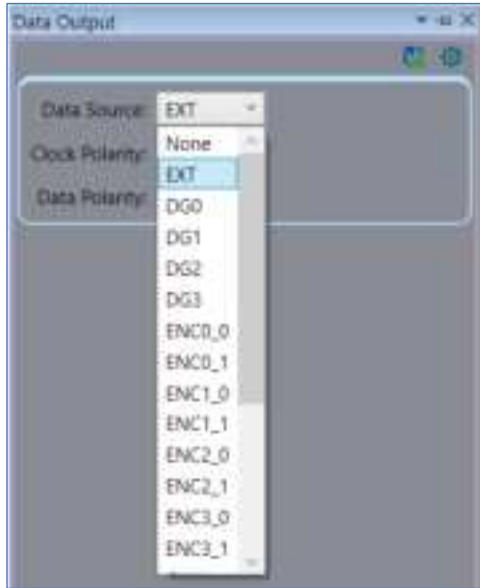 Data Output
Data Source: EXT
Clock Polarity:
Data Polarity:
None
EXT
DG0
DG1
DG2
DG3
ENC0_0
ENC0_1
ENC1_0
ENC1_1
ENC2_0
ENC2_1
ENC3_0
ENC3_1